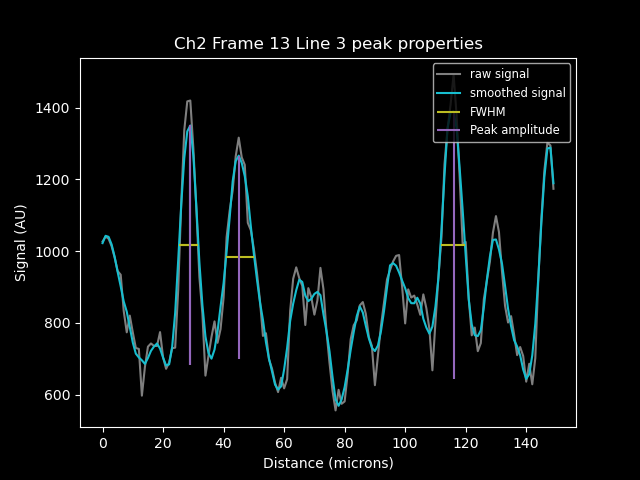 Ch2 Frame 13 Line 3 peak properties
raw signal
smoothed signal
FWHM
Peak amplitude
Signal (AU)
1400
1200
1000
800
600
0 20 40 60 80 100 120 140
Distance (microns)